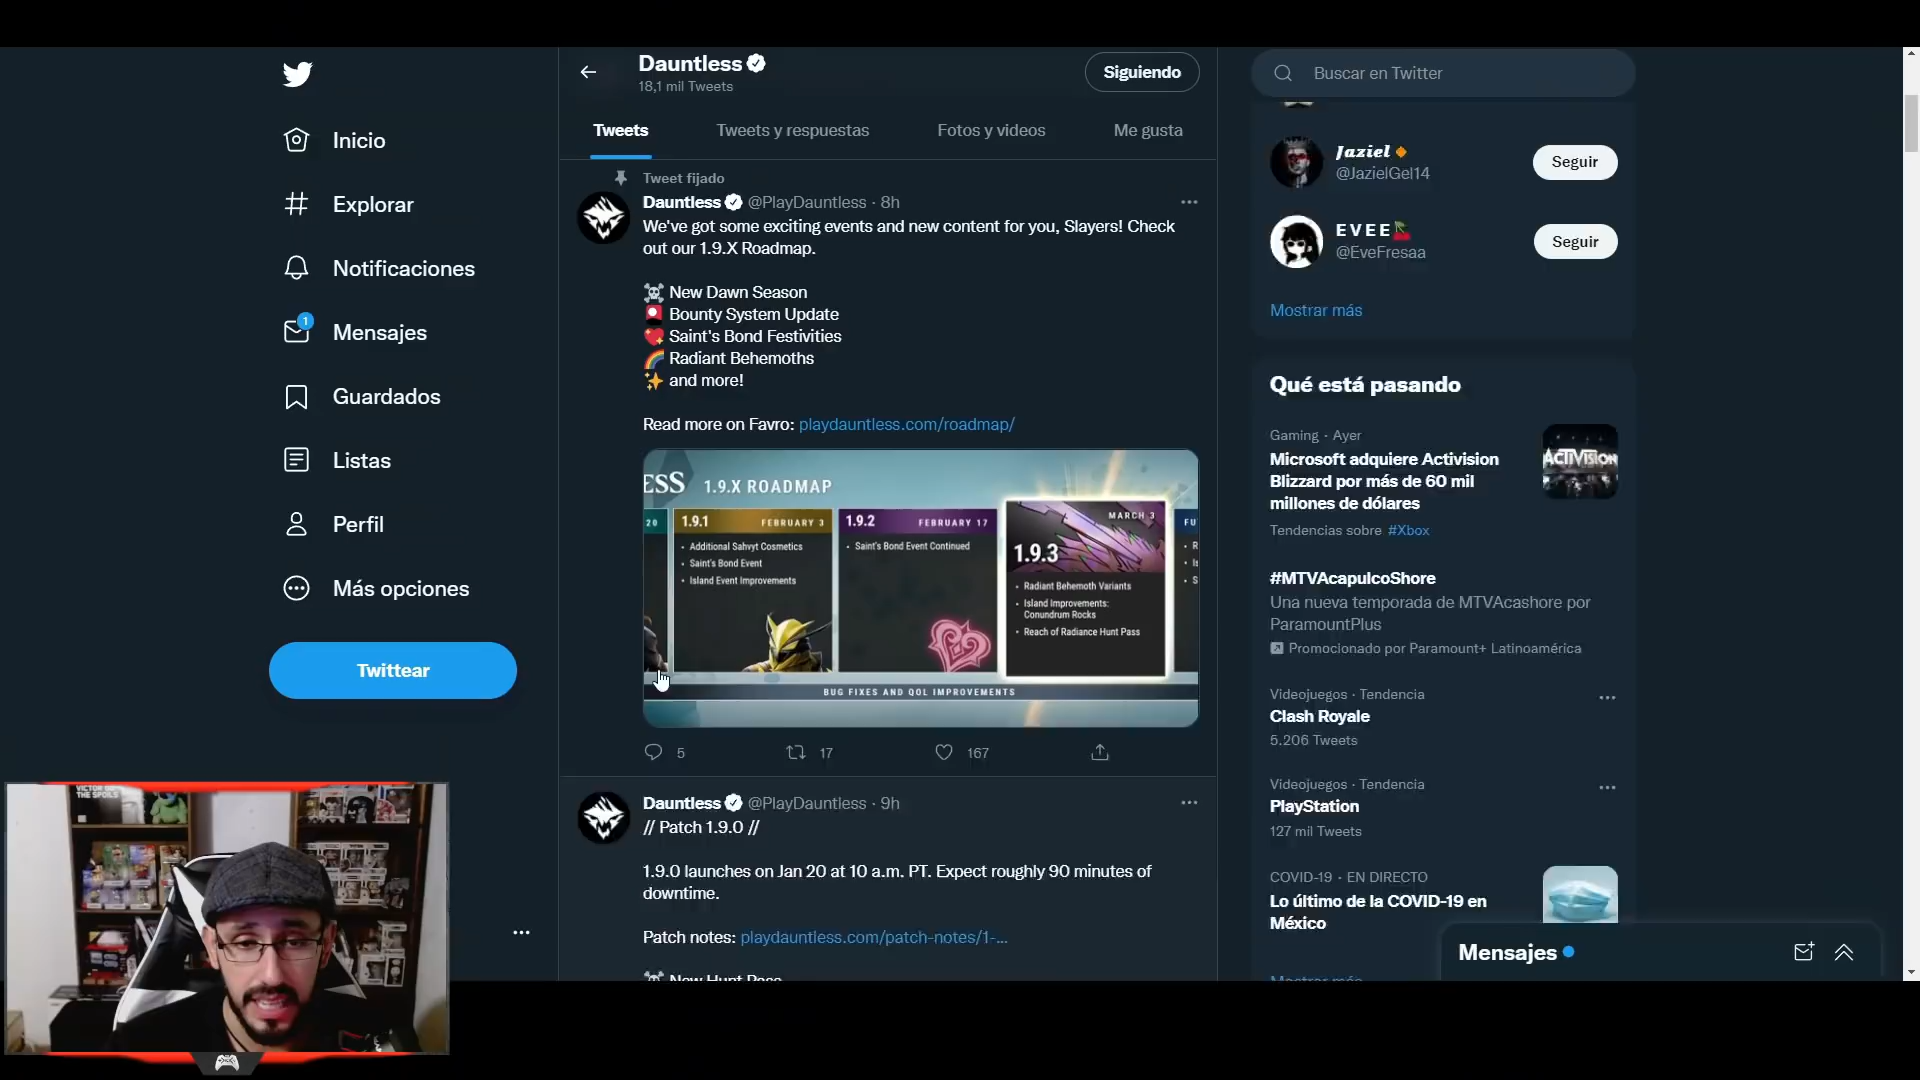 Inicio
Explorar
Notificaciones
1
Mensajes
Guardados
Listas
Perfil
Más opciones
Twittear
Dauntless
18,1 mil Tweets
Siguiendo
Tweets
Tweets y respuestas
Fotos y videos
Me gusta
Tweet fijado
Dauntless @PlayDauntless · 8h
We've got some exciting events and new content for you, Slayers! Check
out our 1.9.X Roadmap.
New Dawn Season
Bounty System Update
Saint's Bond Festivities
Radiant Behemoths
and more!
Read more on Favro: playdauntless.com/roadmap/
ESS 1.9.X ROADMAP
20
1.9.1 FEBRUARY 3
• Additional Sahvyt Cosmetics
• Saint's Bond Event
• Island Event Improvements
1.9.2 FEBRUARY 17
• Saint's Bond Event Continued
MARCH 3
1.9.3
• Radiant Behemoth Variants
• Island Improvements:
Conundrum Rocks
• Reach of Radiance Hunt Pass
FU
BUG FIXES AND QOL IMPROVEMENTS
5
17
167
Dauntless @PlayDauntless · 9h
// Patch 1.9.0 //
1.9.0 launches on Jan 20 at 10 a.m. PT. Expect roughly 90 minutes of
downtime.
Patch notes: playdauntless.com/patch-notes/1-...
New Hunt Pass
Buscar en Twitter
Jaziel
@JazielGel14
Seguir
EVEE
@EveFresaa
Seguir
Mostrar más
Qué está pasando
Gaming · Ayer
Microsoft adquiere Activision
Blizzard por más de 60 mil
millones de dólares
ACTIVISION
Tendencias sobre #Xbox
#MTVAcapulcoShore
Una nueva temporada de MTVAcashore por
ParamountPlus
Promocionado por Paramount+ Latinoamérica
Videojuegos · Tendencia
Clash Royale
5.206 Tweets
Videojuegos · Tendencia
PlayStation
127 mil Tweets
COVID-19 · EN DIRECTO
Lo último de la COVID-19 en
México
Mostrar más
Mensajes
VICTOR
THE SPOILS